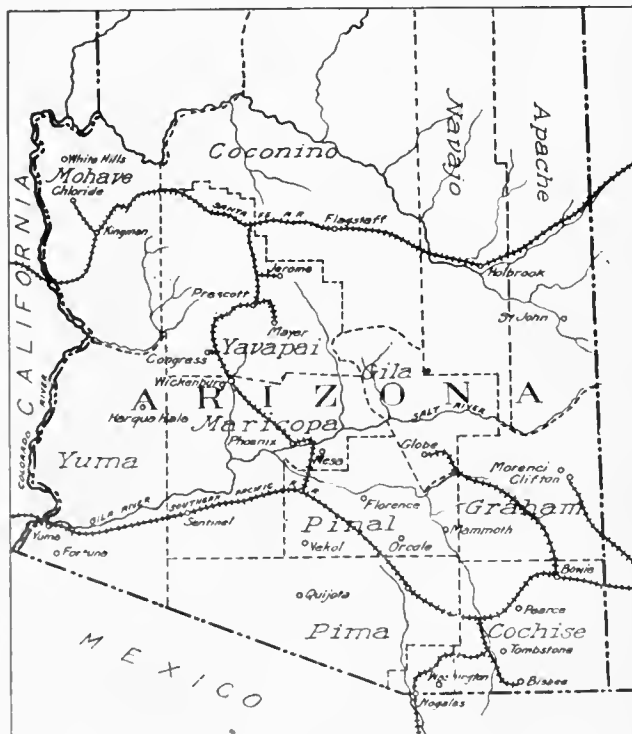 Coconino
Navajo
Apache
White Hills
Mohave
Chloride
CALIFORNIA
Kingman
SANTA FE R.R.
Flagstaff
Holbrook
Jerome
St John
Prescott
Mayer
Congress
Yavapai
Gila
Wickenburg
ARIZONA
Harqua Hala
Maricopa
SALT RIVER
COLORADO RIVER
Phoenix
Mesa
Globe
Yuma
Morenci
Clifton
GILA RIVER
SOUTHERN PACIFIC
R.R.
Florence
Graham
Sentinel
Pinal
Mammoth
Yuma
Fortuna
Vekol
Orcale
Bowie
Quijota
Pearce
Pima
Cochise
MEXICO
Tombstone
Washington
Bisbee
Nogales